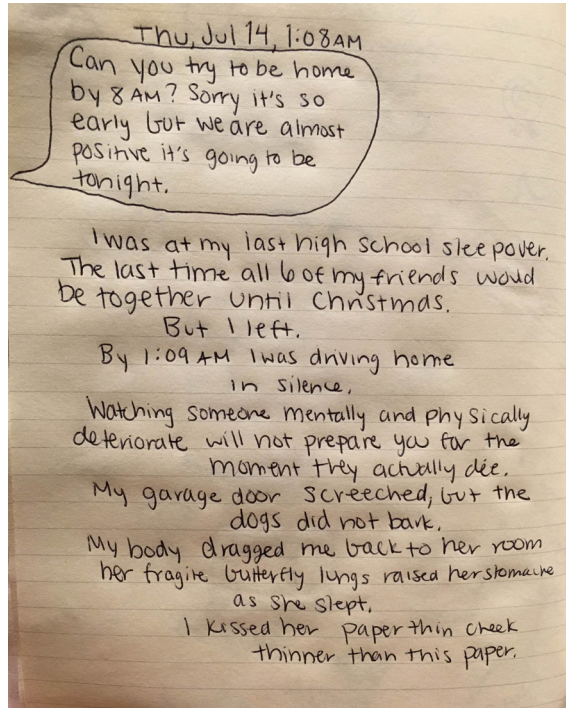 Thu, Jul 14, 1:08AM
Can you try to be home
by 8 AM? Sorry it's so
early but we are almost
positive it's going to be
tonight.
I was at my last high school sleepover.
The last time all 6 of my friends would
be together until Christmas.
But I left.
By 1:09 AM I was driving home
in silence.
Watching someone mentally and physically
deteriorate will not prepare you for the
moment they actually die.
My garage door screeched, but the
dogs did not bark.
My body dragged me back to her room
her fragile butterfly lungs raised her stomache
as she slept.
I kissed her paper thin cheek
thinner than this paper.